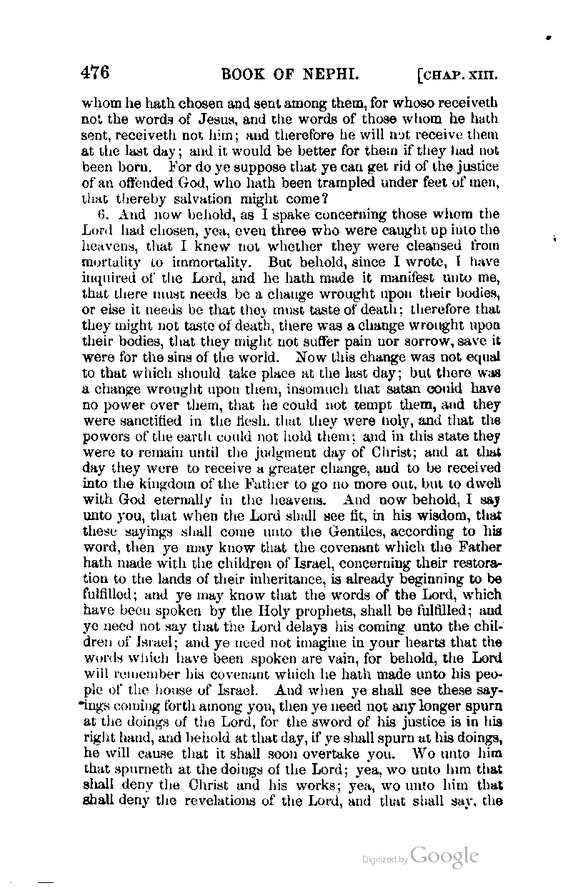 476 BOOK OF NEPHI. [CHAP. XIII.
whom he hath chosen and sent among them, for whoso receiveth
not the words of Jesus, and the words of those whom he hath
sent, receiveth not him; and therefore he will not receive them
at the last day; and it would be better for them if they had not
been born. For do ye suppose that ye can get rid of the justice
of an offended God, who hath been trampled under feet of men,
that thereby salvation might come?
6. And now behold, as I spake concerning those whom the
Lord had chosen, yea, even three who were caught up into the
heavens, that I knew not whether they were cleansed from
mortality to immortality. But behold, since I wrote, I have
inquired of the Lord, and he hath made it manifest unto me,
that there must needs be a change wrought upon their bodies,
or else it needs be that they must taste of death; therefore that
they might not taste of death, there was a change wrought upon
their bodies, that they might not suffer pain nor sorrow, save it
were for the sins of the world. Now this change was not equal
to that which should take place at the last day; but there was
a change wrought upon them, insomuch that satan could have
no power over them, that he could not tempt them, and they
were sanctified in the flesh. that they were holy, and that the
powers of the earth could not hold them; and in this state they
were to remain until the judgment day of Christ; and at that
day they were to receive a greater change, and to be received
into the kingdom of the Father to go no more out, but to dwell
with God eternally in the heavens. And now behold, I say
unto you, that when the Lord shall see fit, in his wisdom, that
these sayings shall come unto the Gentiles, according to his
word, then ye may know that the covenant which the Father
hath made with the children of Israel, concerning their restora-
tion to the lands of their inheritance, is already beginning to be
fulfilled; and ye may know that the words of the Lord, which
have been spoken by the Holy prophets, shall be fulfilled; and
ye need not say that the Lord delays his coming unto the chil-
dren of Israel; and ye need not imagine in your hearts that the
words which have been spoken are vain, for behold, the Lord
will remember his covenant which he hath made unto his peo-
ple of the house of Israel. And when ye shall see these say-
ings coming forth among you, then ye need not any longer spurn
at the doings of the Lord, for the sword of his justice is in his
right hand, and behold at that day, if ye shall spurn at his doings,
he will cause that it shall soon overtake you. Wo unto him
that spurneth at the doings of the Lord; yea, wo unto him that
shall deny the Christ and his works; yea, wo unto him that
shall deny the revelations of the Lord, and that shall say, the
Digitized by Google